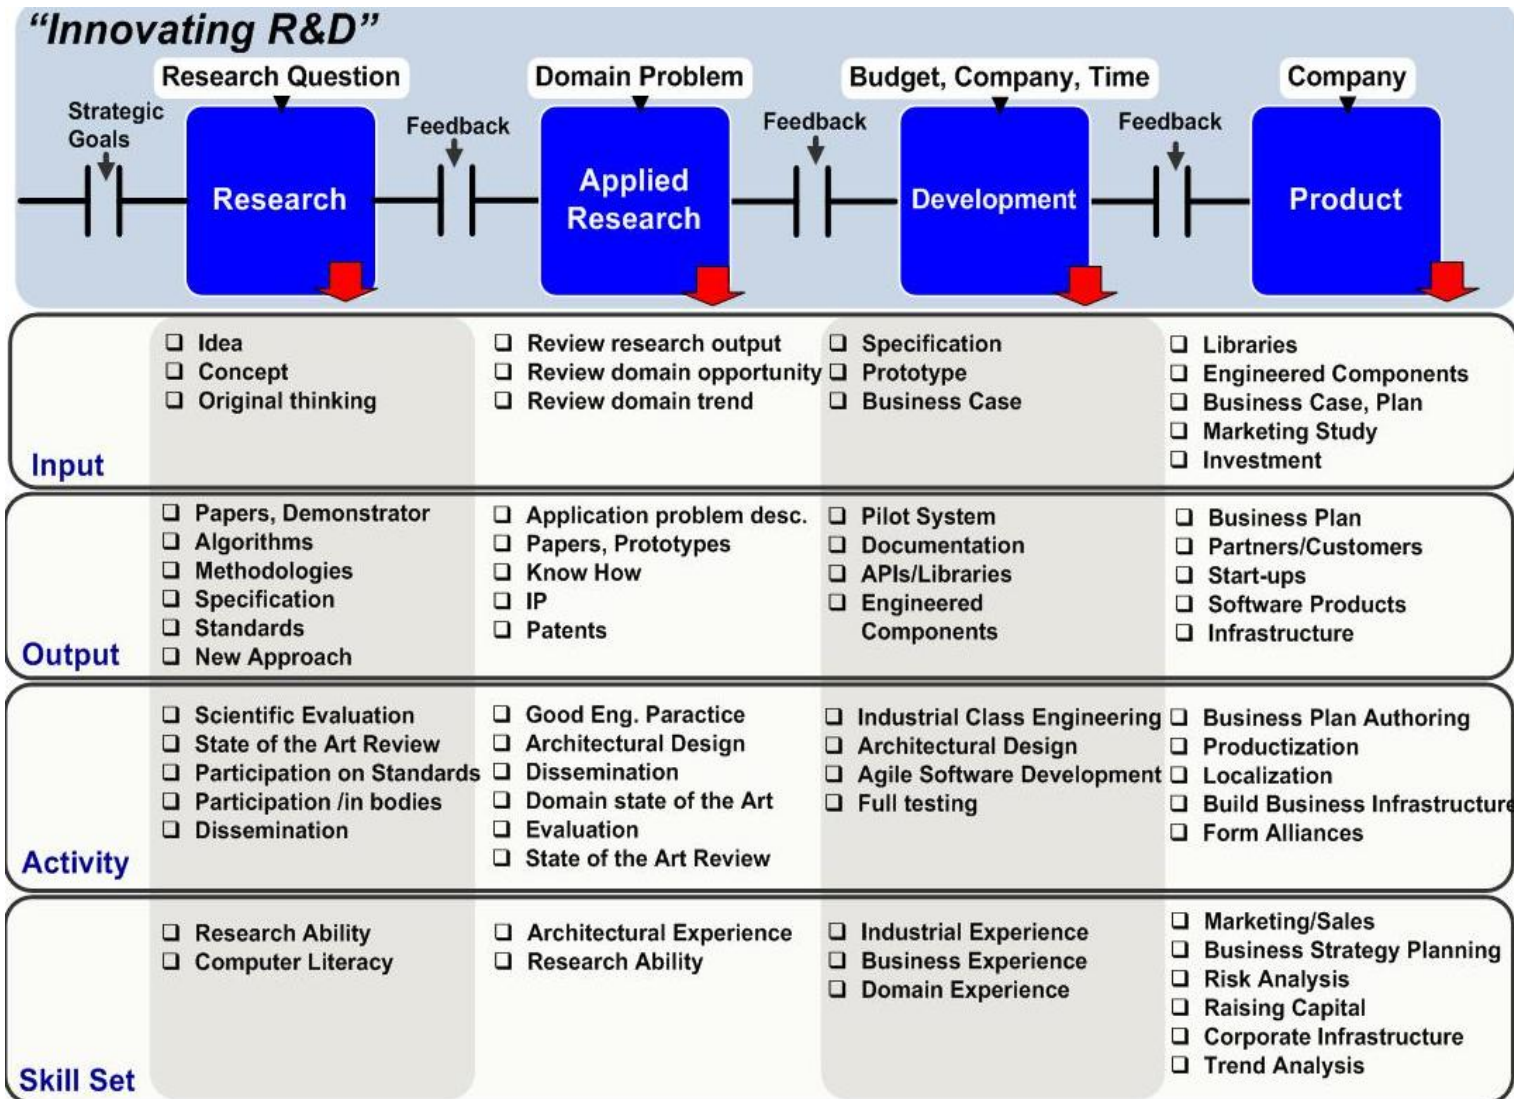 “Innovating R&D”
Research Question
Domain Problem
Budget, Company, Time
Company
Strategic
Goals
Feedback
Feedback
Feedback
Research
Applied
Research
Development
Product
Input
Idea
Concept
Original thinking
Review research output
Review domain opportunity
Review domain trend
Specification
Prototype
Business Case
Libraries
Engineered Components
Business Case, Plan
Marketing Study
Investment
Output
Papers, Demonstrator
Algorithms
Methodologies
Specification
Standards
New Approach
Application problem desc.
Papers, Prototypes
Know How
IP
Patents
Pilot System
Documentation
APIs/Libraries
Engineered
Components
Business Plan
Partners/Customers
Start-ups
Software Products
Infrastructure
Activity
Scientific Evaluation
State of the Art Review
Participation on Standards
Participation /in bodies
Dissemination
Good Eng. Paractice
Architectural Design
Dissemination
Domain state of the Art
Evaluation
State of the Art Review
Industrial Class Engineering
Architectural Design
Agile Software Development
Full testing
Business Plan Authoring
Productization
Localization
Build Business Infrastructure
Form Alliances
Skill Set
Research Ability
Computer Literacy
Architectural Experience
Research Ability
Industrial Experience
Business Experience
Domain Experience
Marketing/Sales
Business Strategy Planning
Risk Analysis
Raising Capital
Corporate Infrastructure
Trend Analysis